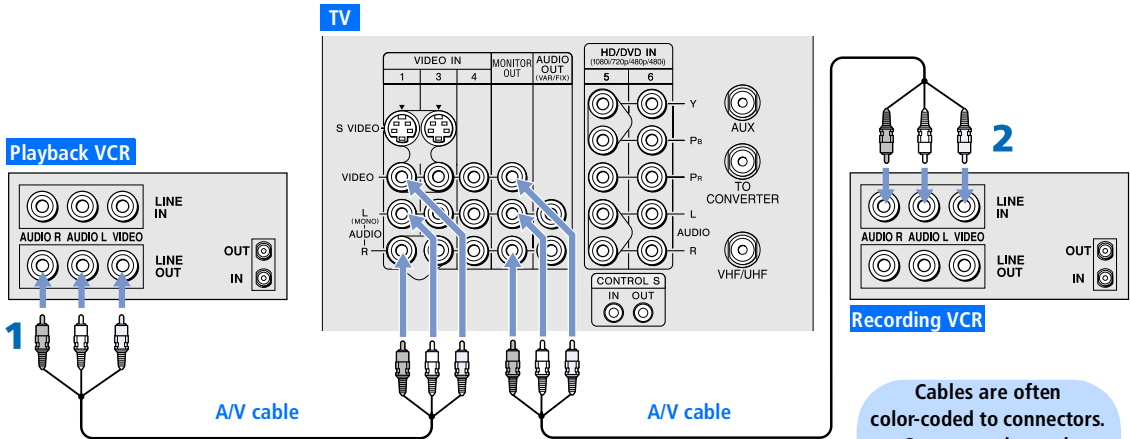 TV
VIDEO IN
MONITOR OUT
AUDIO OUT
(VAR/FIX)
1 3 4
HD/DVD IN
(1080i/720p/480p/480i)
5 6
S VIDEO
VIDEO
L
(MONO)
AUDIO
R
Y
PB
PR
L
AUDIO
R
AUX
TO CONVERTER
VHF/UHF
CONTROL S
IN OUT
Playback VCR
LINE IN
AUDIO R AUDIO L VIDEO
LINE OUT
OUT
IN
1
A/V cable
A/V cable
2
LINE IN
AUDIO R AUDIO L VIDEO
LINE OUT
OUT
IN
Recording VCR
Cables are often
color-coded to connectors.